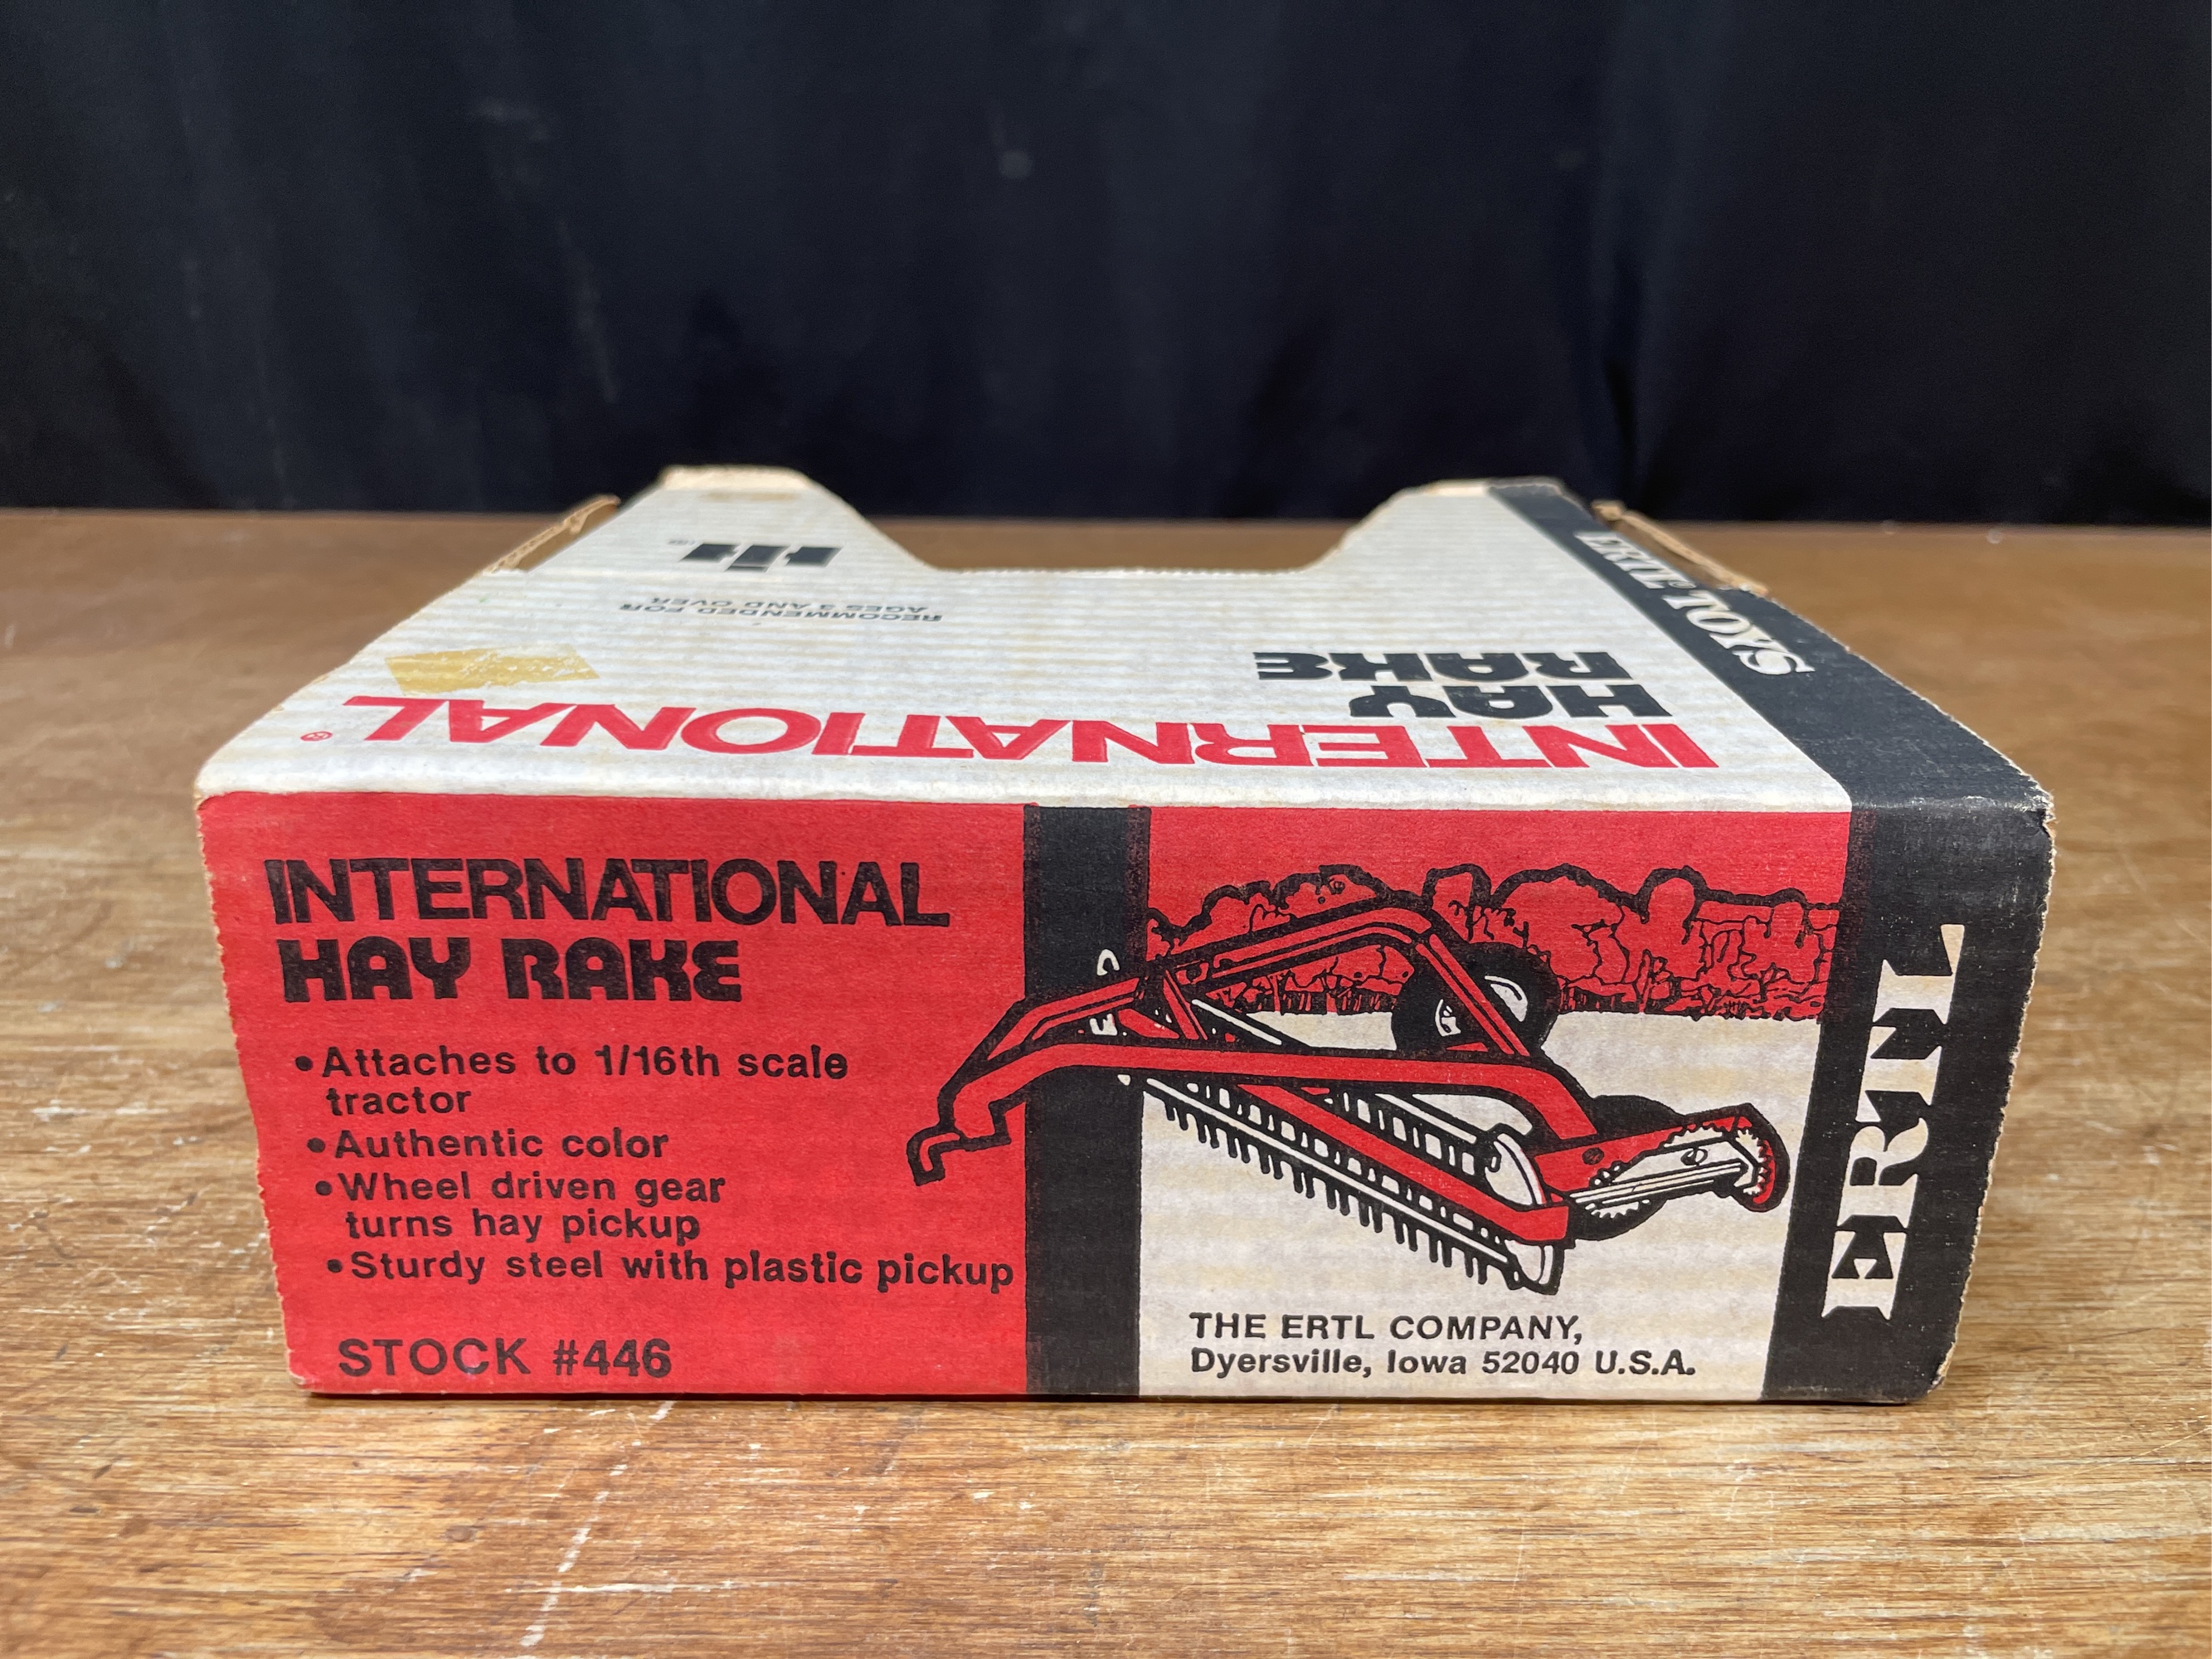 INTERNATIONAL
HAY RAKE
•Attaches to 1/16th scale
tractor
•Authentic color
•Wheel driven gear
turns hay pickup
•Sturdy steel with plastic pickup
STOCK #446
THE ERTL COMPANY,
Dyersville, Iowa 52040 U.S.A.
ERTL
INTERNATIONAL®
HAY
RAKE
RECOMMENDED FOR
AGES 3 AND OVER
ERTL® TOYS